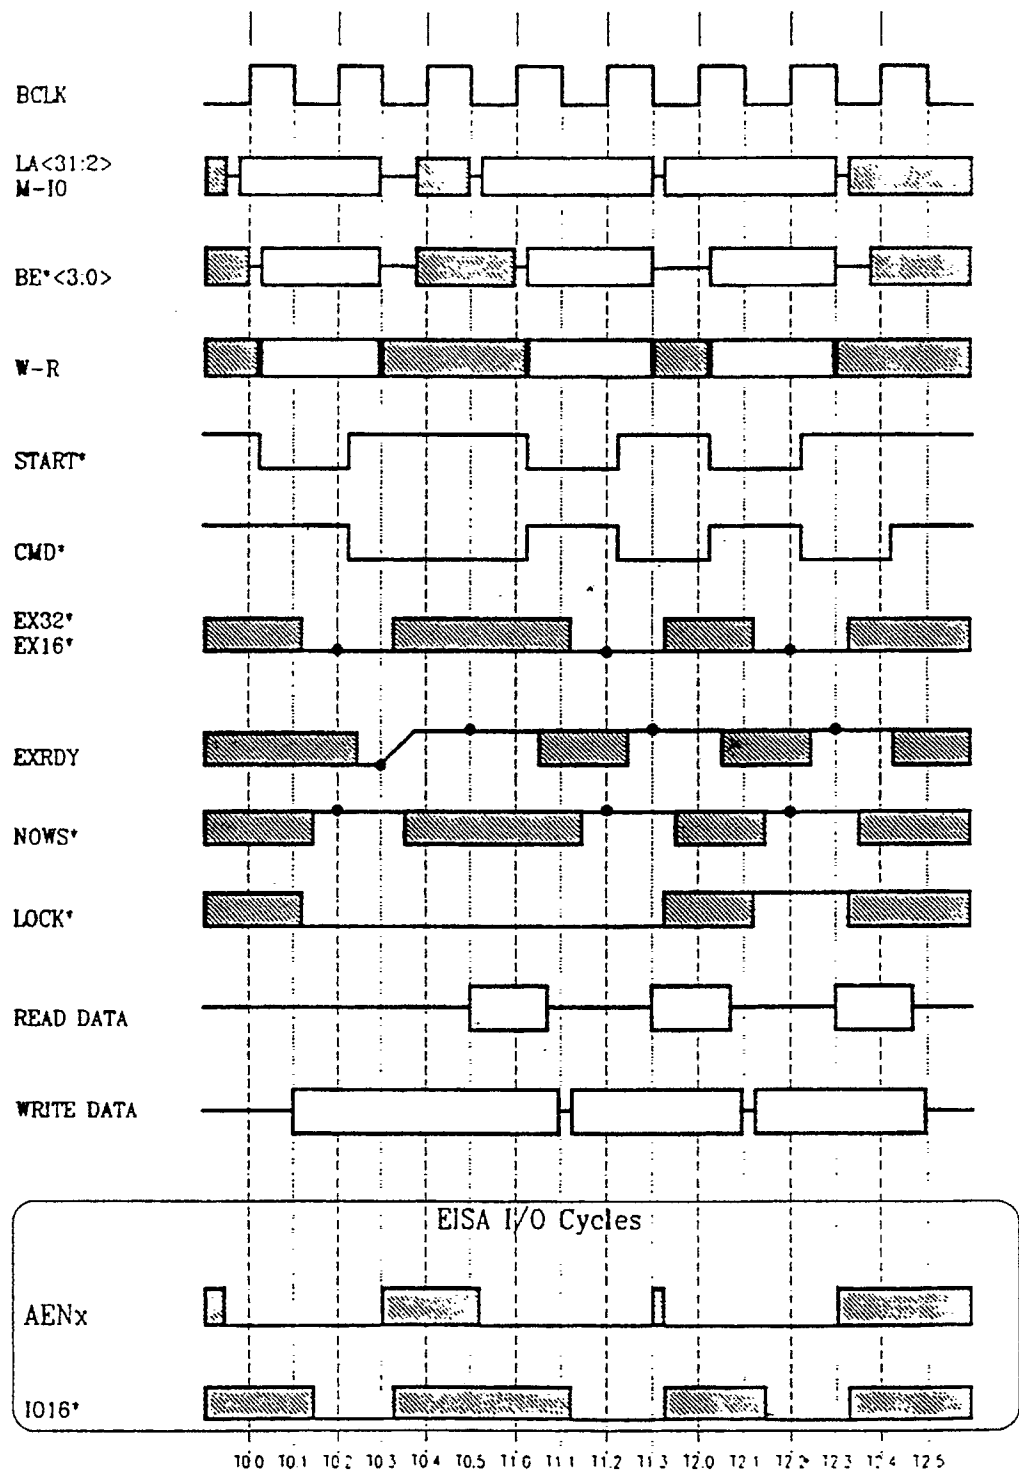 BCLK
LA<31:2>
M-IO
BE*<3:0>
W-R
START*
CMD*
EX32*
EX16*
EXRDY
NOWS*
LOCK*
READ DATA
WRITE DATA
EISA I/O Cycles
AENx
IO16*
T0.0 T0.1 T0.2 T0.3 T0.4 T0.5 T1.0 T1.1 T1.2 T1.3 T2.0 T2.1 T2.2 T2.3 T2.4 T2.5